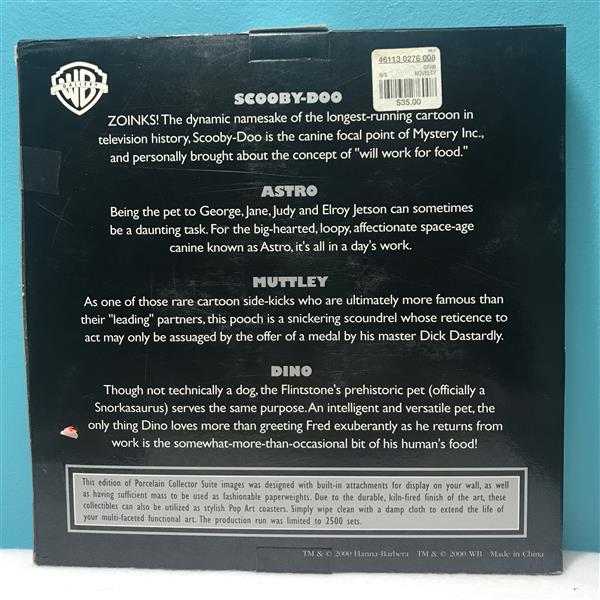 WB
GALLERY
46113 0276 008
N/S
NOVELTY
$35.00
SCOOBY-DOO
ZOINKS! The dynamic namesake of the longest-running cartoon in
television history, Scooby-Doo is the canine focal point of Mystery Inc.,
and personally brought about the concept of "will work for food."
ASTRO
Being the pet to George, Jane, Judy and Elroy Jetson can sometimes
be a daunting task. For the big-hearted, loopy, affectionate space-age
canine known as Astro, it's all in a day's work.
MUTTLEY
As one of those rare cartoon side-kicks who are ultimately more famous than
their "leading" partners, this pooch is a snickering scoundrel whose reticence to
act may only be assuaged by the offer of a medal by his master Dick Dastardly.
DINO
Though not technically a dog, the Flintstone's prehistoric pet (officially a
Snorkasaurus) serves the same purpose. An intelligent and versatile pet, the
only thing Dino loves more than greeting Fred exuberantly as he returns from
work is the somewhat-more-than-occasional bit of his human's food!
This edition of Porcelain Collector Suite images was designed with built-in attachments for display on your wall, as well
as having sufficient mass to be used as fashionable paperweights. Due to the durable, kiln-fired finish of the art, these
collectibles can also be utilized as stylish Pop Art coasters. Simply wipe clean with a damp cloth to extend the life of
your multi-faceted functional art. The production run was limited to 2500 sets.
TM & © 2000 Hanna-Barbera TM & © 2000 WB Made in China